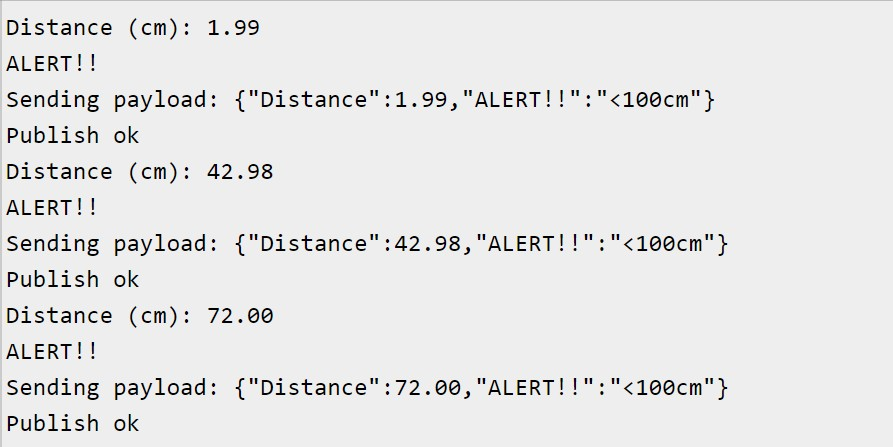 Distance (cm): 1.99
ALERT!!
Sending payload: {"Distance":1.99,"ALERT!!":"<100cm"}
Publish ok
Distance (cm): 42.98
ALERT!!
Sending payload: {"Distance":42.98,"ALERT!!":"<100cm"}
Publish ok
Distance (cm): 72.00
ALERT!!
Sending payload: {"Distance":72.00,"ALERT!!":"<100cm"}
Publish ok